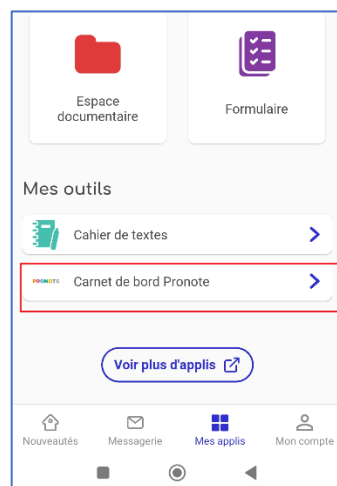 Espace
documentaire
Formulaire
Mes outils
Cahier de textes
PRONOTE
Carnet de bord Pronote
Voir plus d'applis
Nouveautés
Messagerie
Mes applis
Mon compte